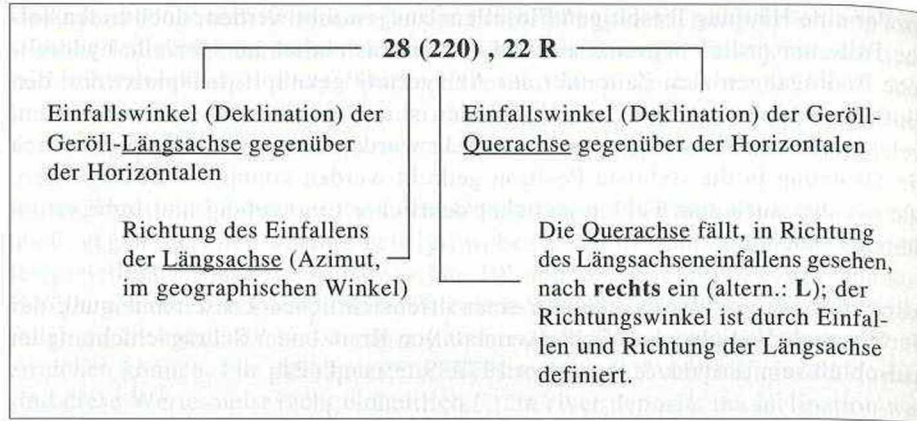 28 (220) , 22 R
Einfallswinkel (Deklination) der
Geröll-Längsachse gegenüber
der Horizontalen
Einfallswinkel (Deklination) der Geröll-
Querachse gegenüber der Horizontalen
Richtung des Einfallens
der Längsachse (Azimut,
im geographischen Winkel)
Die Querachse fällt, in Richtung
des Längsachseneinfallens gesehen,
nach rechts ein (altern.: L); der
Richtungswinkel ist durch Einfal-
len und Richtung der Längsachse
definiert.